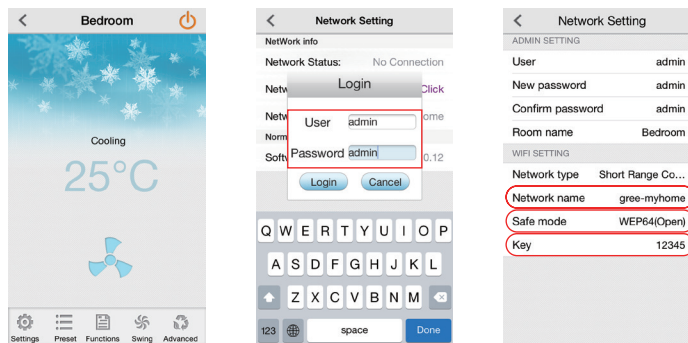 Bedroom
Cooling
25°C
Settings Preset Functions Swing Advanced
Network Setting
NetWork info
Network Status: No Connection
Netw Click
Login
Netw ome
User admin
Norm
Password admin
Softw 0.12
Login Cancel
Q W E R T Y U I O P
A S D F G H J K L
Z X C V B N M
123 space Done
Network Setting
ADMIN SETTING
User admin
New password admin
Confirm password admin
Room name Bedroom
WIFI SETTING
Network type Short Range Co...
Network name gree-myhome
Safe mode WEP64(Open)
Key 12345